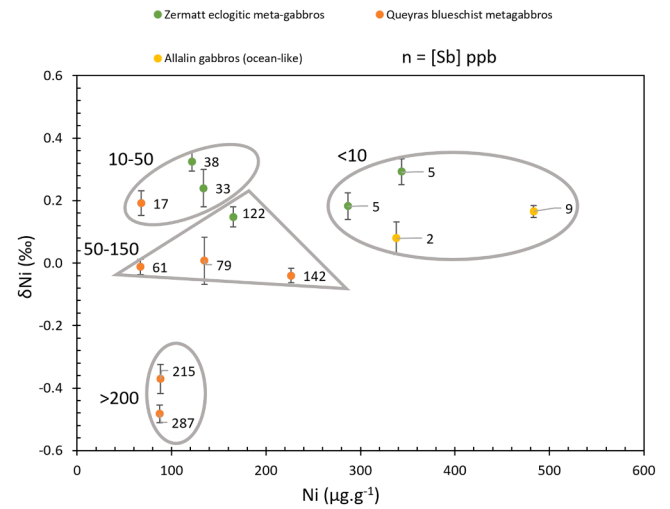 Zermatt eclogitic meta-gabbros Queyras blueschist metagabbros
Allalin gabbros (ocean-like) n = [Sb] ppb
0.6
0.4
10-50 38 <10 5
33
17 5 9
0.2
122
2
50-150
61 79 142
0.0
δNi (‰)
-0.2
215
-0.4
>200
287
-0.6
0 100 200 300 400 500 600
Ni (µg.g⁻¹)